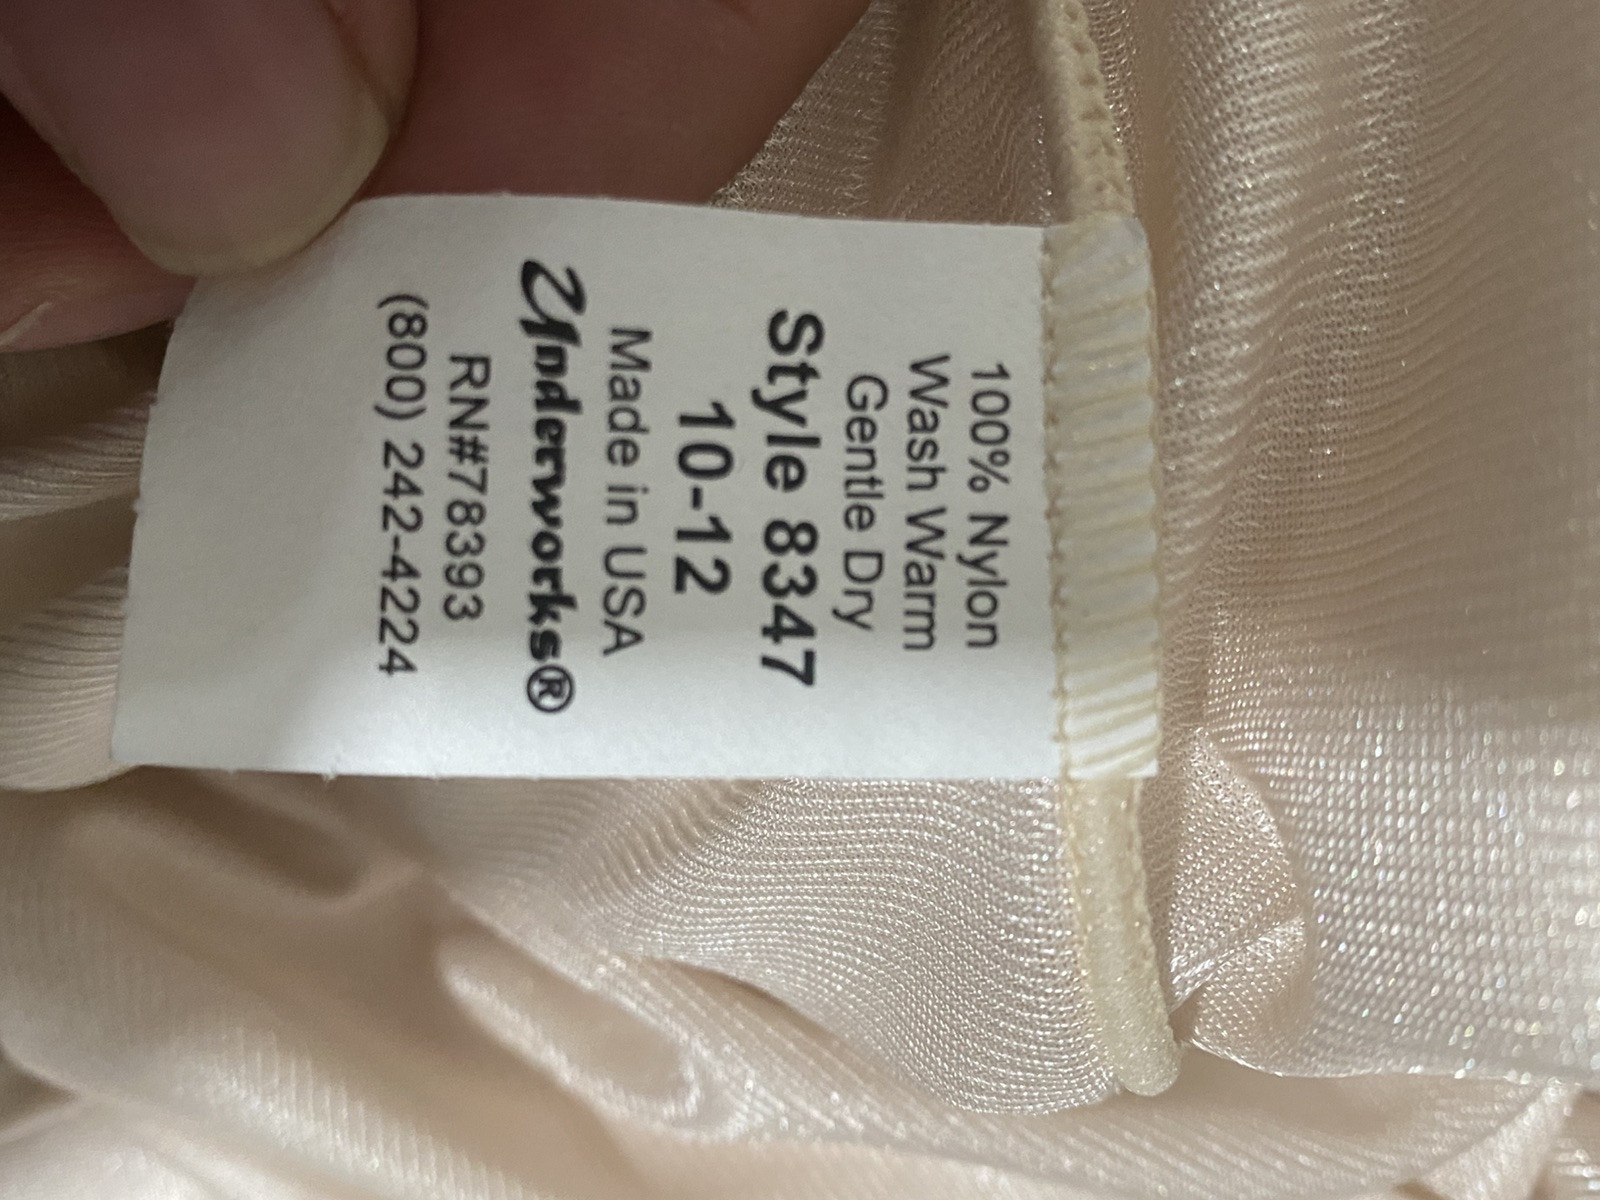 100% Nylon
Wash Warm
Gentle Dry
Style 8347
10-12
Made in USA
Underworks®
RN#78393
(800) 242-4224